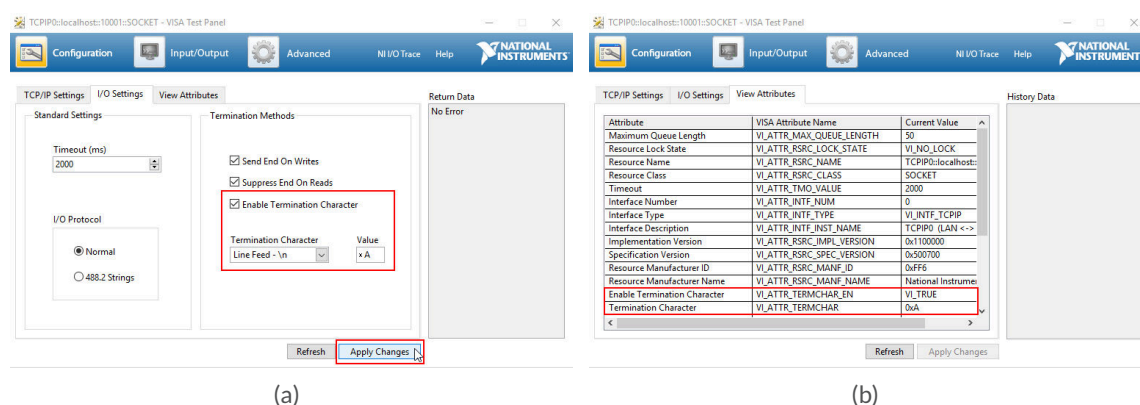 TCPIP0::localhost::10001::SOCKET - VISA Test Panel
Configuration Input/Output Advanced NI I/O Trace Help NATIONAL INSTRUMENTS
TCP/IP Settings I/O Settings View Attributes
Return Data
No Error
Standard Settings
Timeout (ms)
2000
I/O Protocol
Normal
488.2 Strings
Termination Methods
Send End On Writes
Suppress End On Reads
Enable Termination Character
Termination Character Value
Line Feed - \n x A
Refresh Apply Changes
(a)
TCPIP0::localhost::10001::SOCKET - VISA Test Panel
Configuration Input/Output Advanced NI I/O Trace Help NATIONAL INSTRUMENT
TCP/IP Settings I/O Settings View Attributes
History Data
Attribute VISA Attribute Name Current Value
Maximum Queue Length VI_ATTR_MAX_QUEUE_LENGTH 50
Resource Lock State VI_ATTR_RSRC_LOCK_STATE VI_NO_LOCK
Resource Name VI_ATTR_RSRC_NAME TCPIP0::localhost::
Resource Class VI_ATTR_RSRC_CLASS SOCKET
Timeout VI_ATTR_TMO_VALUE 2000
Interface Number VI_ATTR_INTF_NUM 0
Interface Type VI_ATTR_INTF_TYPE VI_INTF_TCPIP
Interface Description VI_ATTR_INTF_INST_NAME TCPIP0 (LAN <->
Implementation Version VI_ATTR_RSRC_IMPL_VERSION 0x1100000
Specification Version VI_ATTR_RSRC_SPEC_VERSION 0x500700
Resource Manufacturer ID VI_ATTR_RSRC_MANF_ID 0xFF6
Resource Manufacturer Name VI_ATTR_RSRC_MANF_NAME National Instrumen
Enable Termination Character VI_ATTR_TERMCHAR_EN VI_TRUE
Termination Character VI_ATTR_TERMCHAR 0xA
Refresh Apply Changes
(b)